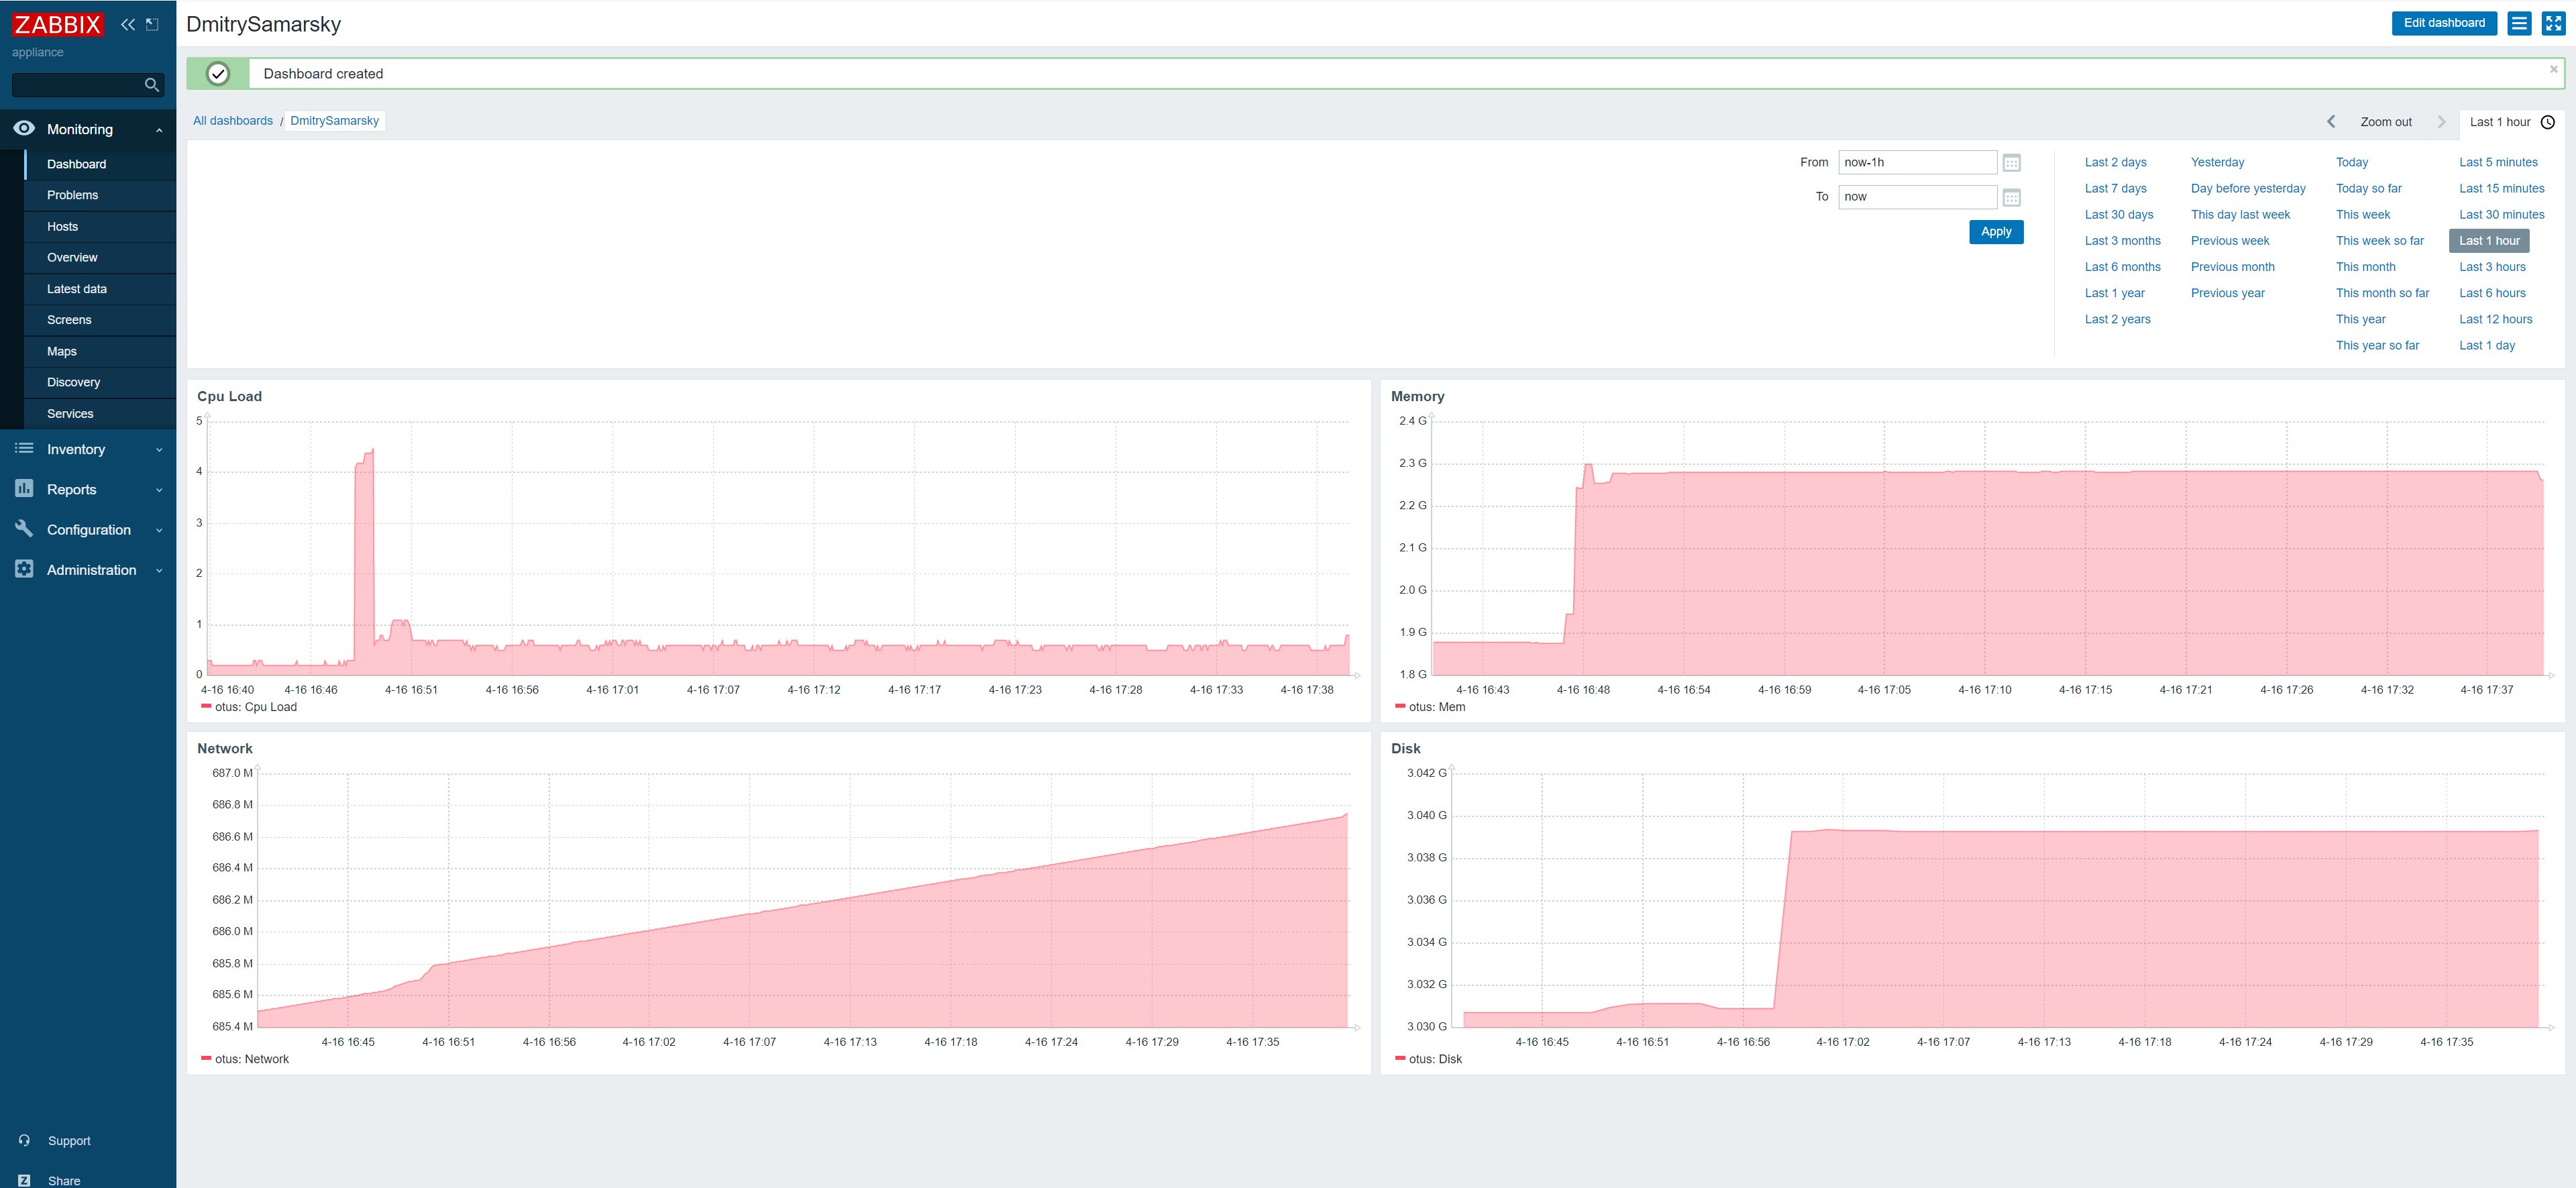 ZABBIX
appliance
Monitoring
Dashboard
Problems
Hosts
Overview
Latest data
Screens
Maps
Discovery
Services
Inventory
Reports
Configuration
Administration
Support
Z Share
DmitrySamarsky
Edit dashboard
Dashboard created
All dashboards / DmitrySamarsky
Zoom out
Last 1 hour
From now-1h
To now
Apply
Last 2 days Yesterday Today Last 5 minutes
Last 7 days Day before yesterday Today so far Last 15 minutes
Last 30 days This day last week This week Last 30 minutes
Last 3 months Previous week This week so far Last 1 hour
Last 6 months Previous month This month Last 3 hours
Last 1 year Previous year This month so far Last 6 hours
Last 2 years This year Last 12 hours
This year so far Last 1 day
Cpu Load
5
4
3
2
1
0
4-16 16:40 4-16 16:46 4-16 16:51 4-16 16:56 4-16 17:01 4-16 17:07 4-16 17:12 4-16 17:17 4-16 17:23 4-16 17:28 4-16 17:33 4-16 17:38
otus: Cpu Load
Memory
2.4 G
2.3 G
2.2 G
2.1 G
2.0 G
1.9 G
1.8 G
4-16 16:43 4-16 16:48 4-16 16:54 4-16 16:59 4-16 17:05 4-16 17:10 4-16 17:15 4-16 17:21 4-16 17:26 4-16 17:32 4-16 17:37
otus: Mem
Network
687.0 M
686.8 M
686.6 M
686.4 M
686.2 M
686.0 M
685.8 M
685.6 M
685.4 M
4-16 16:45 4-16 16:51 4-16 16:56 4-16 17:02 4-16 17:07 4-16 17:13 4-16 17:18 4-16 17:24 4-16 17:29 4-16 17:35
otus: Network
Disk
3.042 G
3.040 G
3.038 G
3.036 G
3.034 G
3.032 G
3.030 G
4-16 16:45 4-16 16:51 4-16 16:56 4-16 17:02 4-16 17:07 4-16 17:13 4-16 17:18 4-16 17:24 4-16 17:29 4-16 17:35
otus: Disk